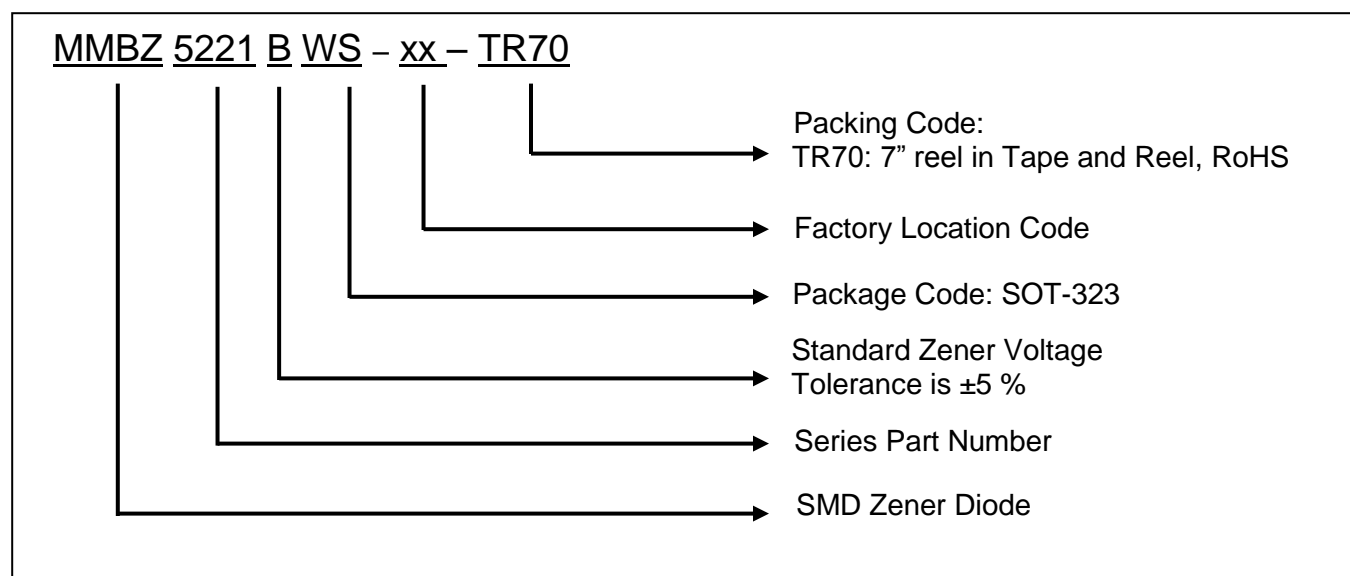 MMBZ 5221 B WS – xx – TR70
Packing Code:
TR70: 7” reel in Tape and Reel, RoHS
Factory Location Code
Package Code: SOT-323
Standard Zener Voltage
Tolerance is ±5 %
Series Part Number
SMD Zener Diode